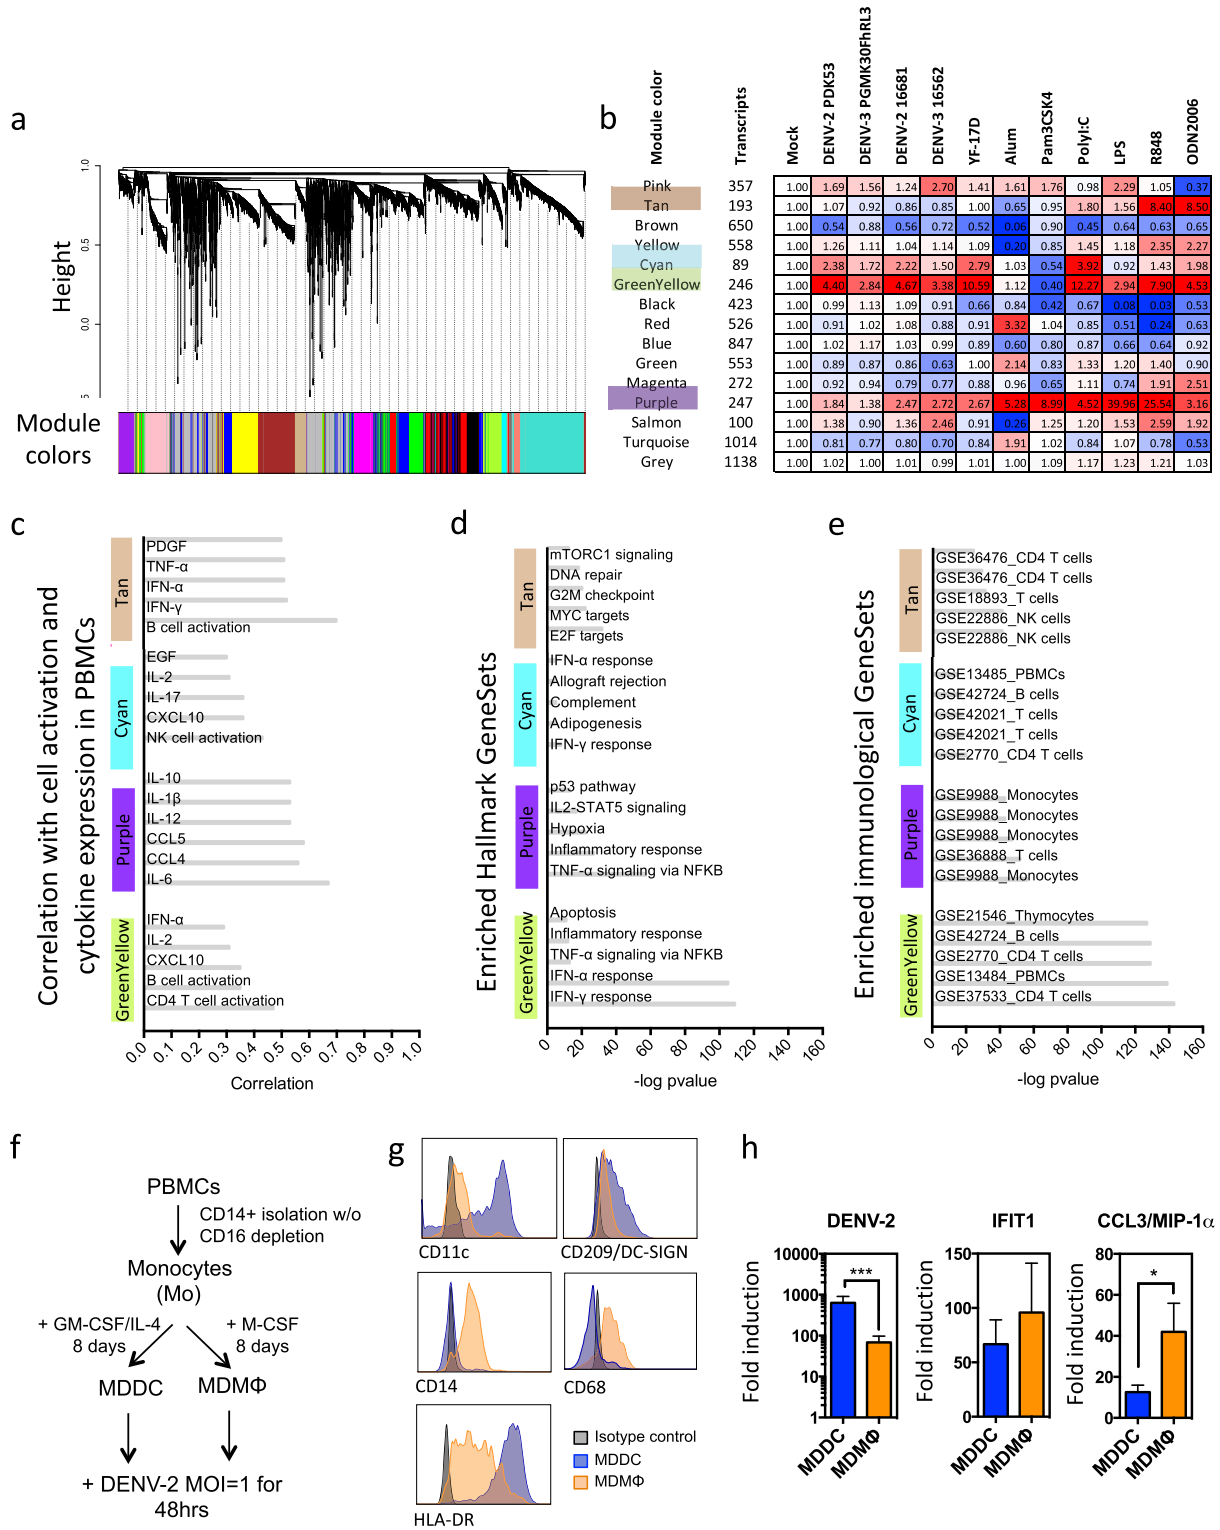 a
Height
1.0
0.5
0.0
5
Module
colors
b
Module color
Transcripts
Mock
DENV-2 PDK53
DENV-3 PGMK30FhRL3
DENV-2 16681
DENV-3 16562
YF-17D
Alum
Pam3CSK4
PolyI:C
LPS
R848
ODN2006
Pink 357 1.00 1.69 1.56 1.24 2.70 1.41 1.61 1.76 0.98 2.29 1.05 0.37
Tan 193 1.00 1.07 0.92 0.86 0.85 1.00 0.65 0.95 1.80 1.56 8.40 8.50
Brown 650 1.00 0.54 0.88 0.56 0.72 0.52 0.06 0.90 0.45 0.64 0.63 0.65
Yellow 558 1.00 1.26 1.11 1.04 1.14 1.09 0.20 0.85 1.45 1.18 2.35 2.27
Cyan 89 1.00 2.38 1.72 2.22 1.50 2.79 1.03 0.54 3.92 0.92 1.43 1.98
GreenYellow 246 1.00 4.40 2.84 4.67 3.38 10.59 1.12 0.40 12.27 2.94 7.90 4.53
Black 423 1.00 0.99 1.13 1.09 0.91 0.66 0.84 0.42 0.67 0.08 0.03 0.53
Red 526 1.00 0.91 1.02 1.08 0.88 0.91 3.32 1.04 0.85 0.51 0.24 0.63
Blue 847 1.00 1.02 1.17 1.03 0.99 0.89 0.60 0.80 0.87 0.66 0.64 0.92
Green 553 1.00 0.89 0.87 0.86 0.63 1.00 2.14 0.83 1.33 1.20 1.40 0.90
Magenta 272 1.00 0.92 0.94 0.79 0.77 0.88 0.96 0.65 1.11 0.74 1.91 2.51
Purple 247 1.00 1.84 1.38 2.47 2.72 2.67 5.28 8.99 4.52 39.96 25.54 3.16
Salmon 100 1.00 1.38 0.90 1.36 2.46 0.91 0.26 1.25 1.20 1.53 2.59 1.92
Turquoise 1014 1.00 0.81 0.77 0.80 0.70 0.84 1.91 1.02 0.84 1.07 0.78 0.53
Grey 1138 1.00 1.02 1.00 1.01 0.99 1.01 1.00 1.09 1.17 1.23 1.21 1.03
c
Correlation with cell activation and
cytokine expression in PBMCs
Tan
PDGF
TNF-α
IFN-α
IFN-γ
B cell activation
Cyan
EGF
IL-2
IL-17
CXCL10
NK cell activation
Purple
IL-10
IL-1β
IL-12
CCL5
CCL4
IL-6
GreenYellow
IFN-α
IL-2
CXCL10
B cell activation
CD4 T cell activation
0.0 0.1 0.2 0.3 0.4 0.5 0.6 0.7 0.8 0.9 1.0
Correlation
d
Enriched Hallmark GeneSets
Tan
mTORC1 signaling
DNA repair
G2M checkpoint
MYC targets
E2F targets
Cyan
IFN-α response
Allograft rejection
Complement
Adipogenesis
IFN-γ response
Purple
p53 pathway
IL2-STAT5 signaling
Hypoxia
Inflammatory response
TNF-α signaling via NFKB
GreenYellow
Apoptosis
Inflammatory response
TNF-α signaling via NFKB
IFN-α response
IFN-γ response
0 20 40 60 80 100 120 140 160
-log pvalue
e
Enriched immunological GeneSets
Tan
GSE36476_CD4 T cells
GSE36476_CD4 T cells
GSE18893_T cells
GSE22886_NK cells
GSE22886_NK cells
Cyan
GSE13485_PBMCs
GSE42724_B cells
GSE42021_T cells
GSE42021_T cells
GSE2770_CD4 T cells
Purple
GSE9988_Monocytes
GSE9988_Monocytes
GSE9988_Monocytes
GSE36888_T cells
GSE9988_Monocytes
GreenYellow
GSE21546_Thymocytes
GSE42724_B cells
GSE2770_CD4 T cells
GSE13484_PBMCs
GSE37533_CD4 T cells
0 20 40 60 80 100 120 140 160
-log pvalue
f
PBMCs
CD14+ isolation w/o
CD16 depletion
Monocytes
(Mo)
+ GM-CSF/IL-4
8 days
+ M-CSF
8 days
MDDC
MDMΦ
+ DENV-2 MOI=1 for
48hrs
g
CD11c
CD209/DC-SIGN
CD14
CD68
HLA-DR
Isotype control
MDDC
MDMΦ
h
DENV-2
Fold induction
10000
1000
100
10
1
***
MDDC
MDMΦ
IFIT1
Fold induction
150
100
50
0
MDDC
MDMΦ
CCL3/MIP-1α
Fold induction
80
60
40
20
0
*
MDDC
MDMΦ